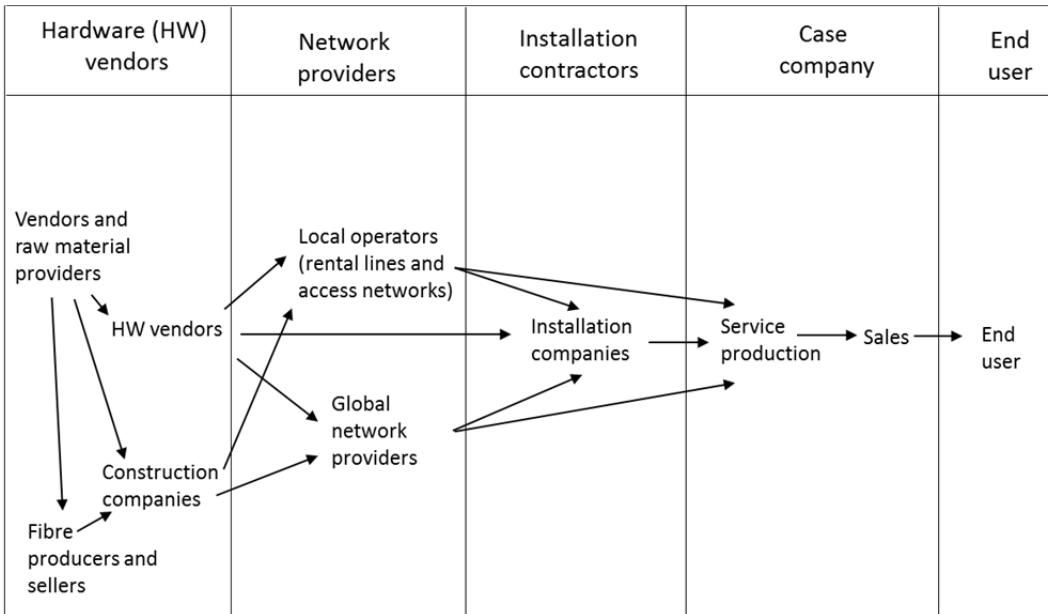 Hardware (HW)
vendors
Network
providers
Installation
contractors
Case
company
End
user
Vendors and
raw material
providers
HW vendors
Construction
companies
Fibre
producers and
sellers
Local operators
(rental lines and
access networks)
Global
network
providers
Installation
companies
Service
production
Sales
End
user